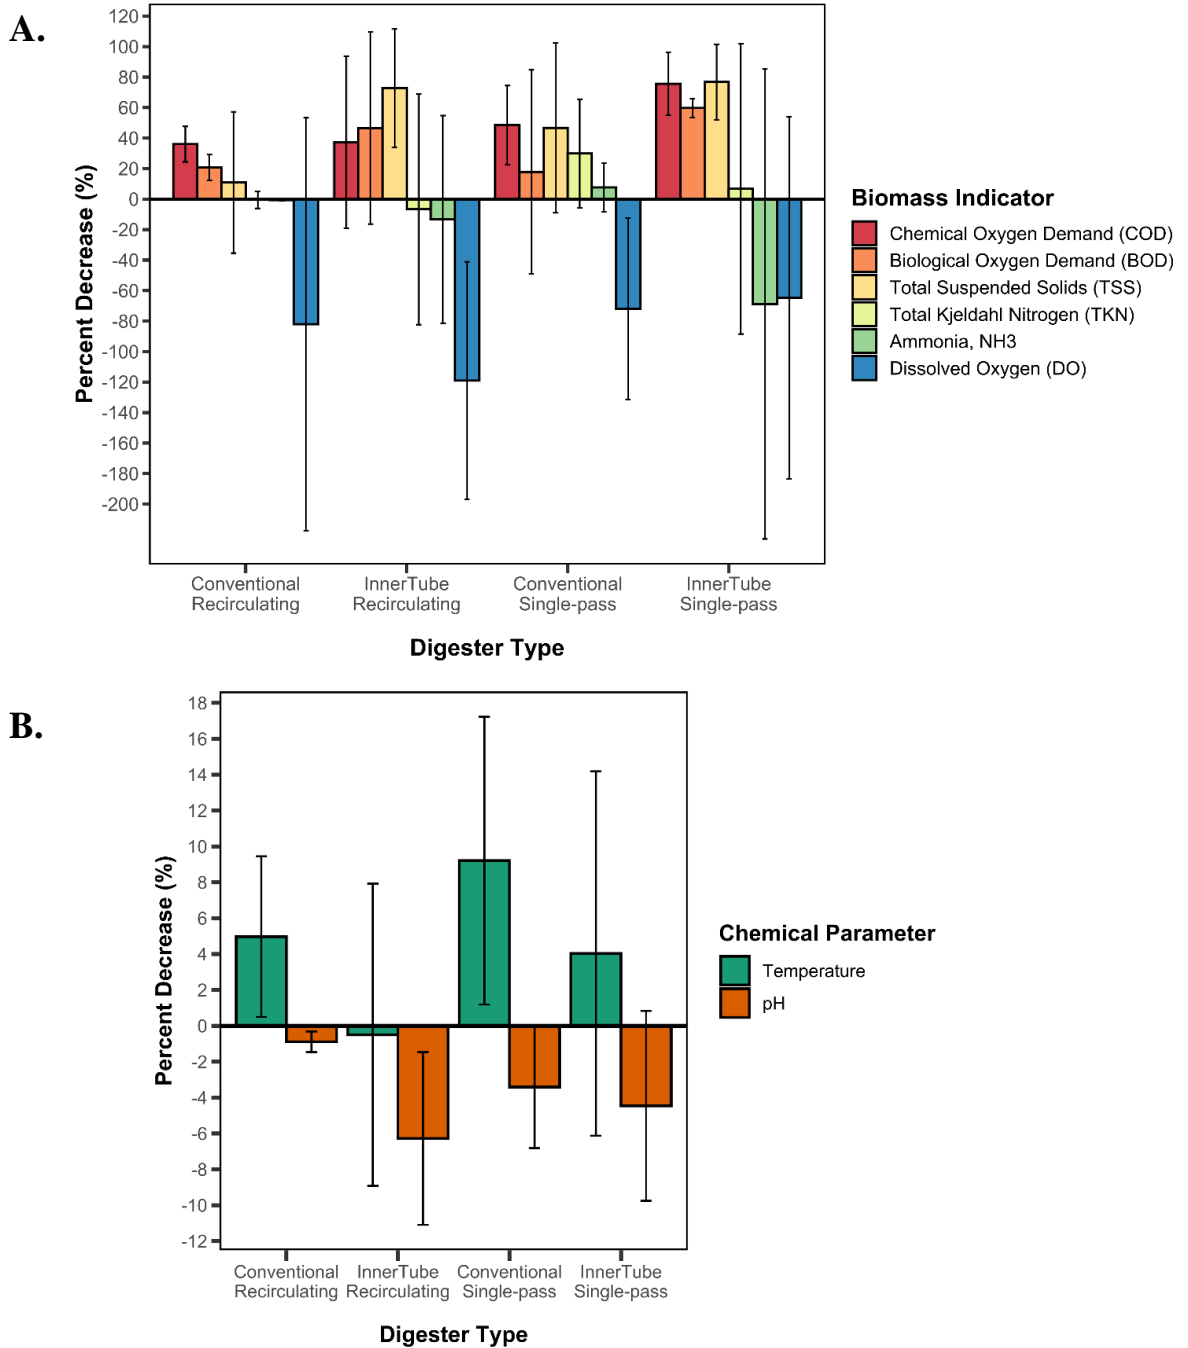 A.
Percent Decrease (%)
120
100
80
60
40
20
0
-20
-40
-60
-80
-100
-120
-140
-160
-180
-200
Conventional
Recirculating
InnerTube
Recirculating
Conventional
Single-pass
InnerTube
Single-pass
Digester Type
Biomass Indicator
Chemical Oxygen Demand (COD)
Biological Oxygen Demand (BOD)
Total Suspended Solids (TSS)
Total Kjeldahl Nitrogen (TKN)
Ammonia, NH3
Dissolved Oxygen (DO)
B.
Percent Decrease (%)
18
16
14
12
10
8
6
4
2
0
-2
-4
-6
-8
-10
-12
Conventional
Recirculating
InnerTube
Recirculating
Conventional
Single-pass
InnerTube
Single-pass
Digester Type
Chemical Parameter
Temperature
pH